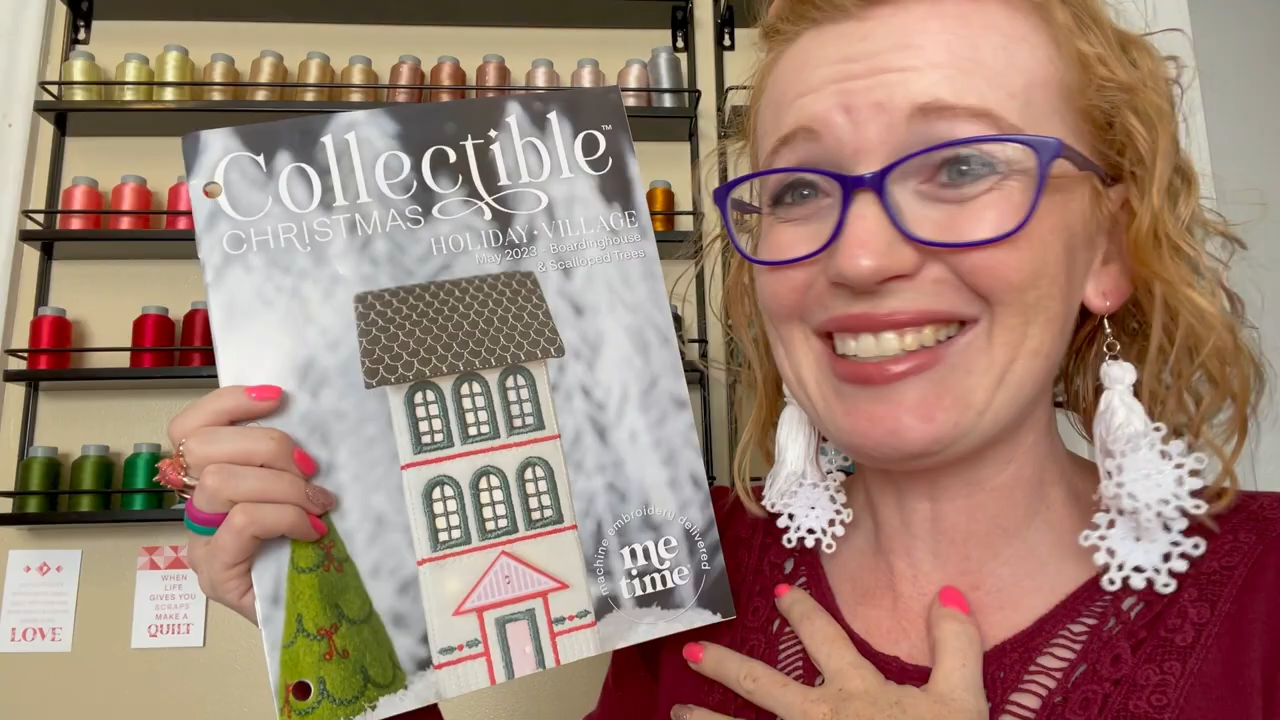 Collectible™
CHRISTMAS
HOLIDAY·VILLAGE
May 2023 - Boardinghouse
& Scalloped Trees
machine embroidery delivered
me
time
LOVE
WHEN
LIFE
GIVES YOU
SCRAPS
MAKE A
QUILT